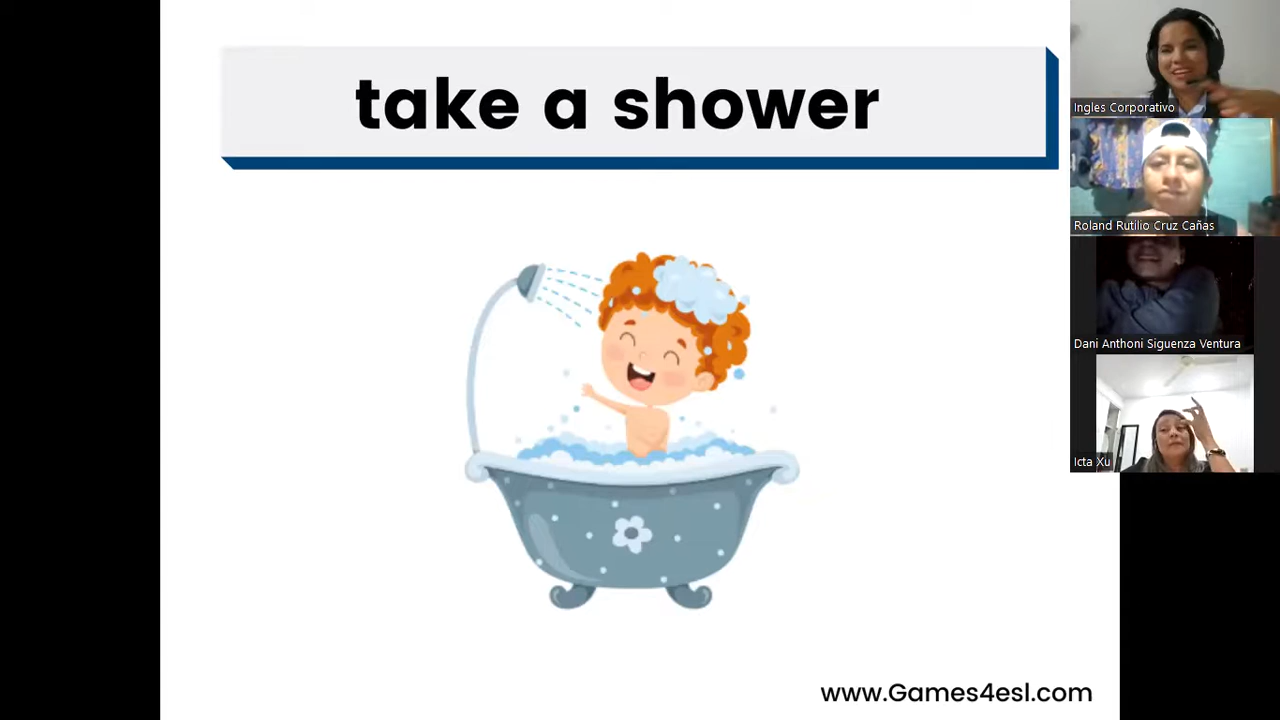 take a shower
Ingles Corporativo
Roland Rutilio Cruz Cañas
Dani Anthoni Siguenza Ventura
Icta Xu
www.Games4esl.com